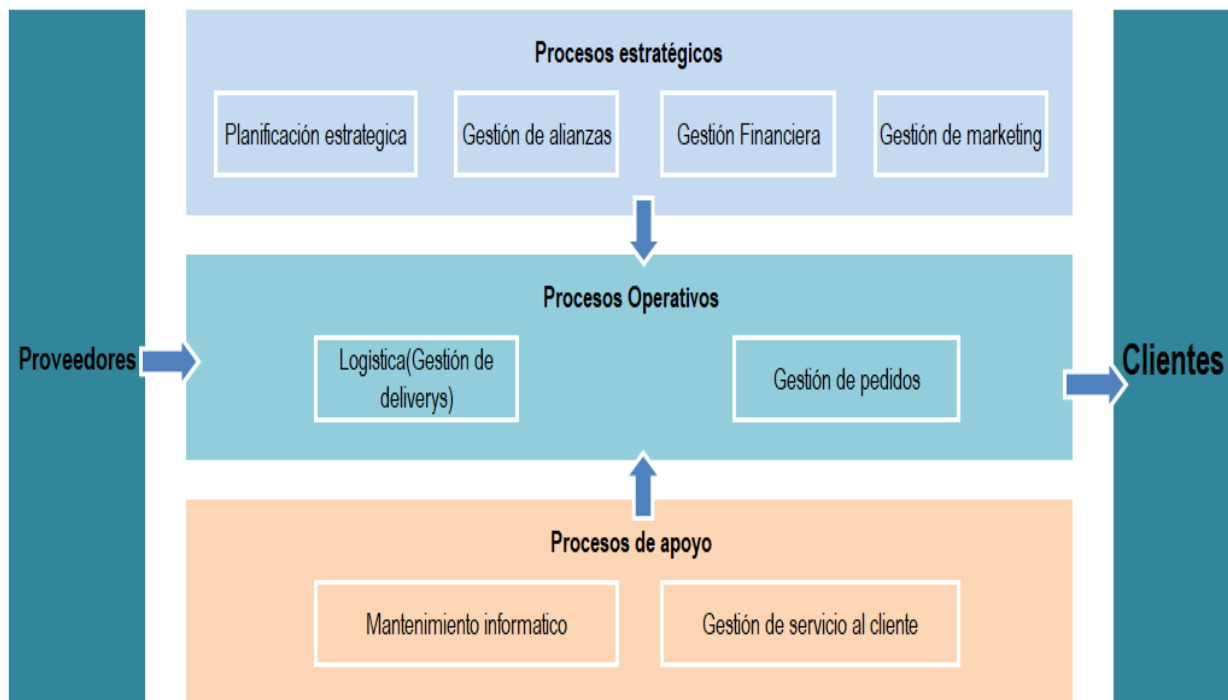 Procesos estratégicos
Planificación estrategica
Gestión de alianzas
Gestión Financiera
Gestión de marketing
Procesos Operativos
Proveedores
Logistica(Gestión de
deliverys)
Gestión de pedidos
Clientes
Procesos de apoyo
Mantenimiento informatico
Gestión de servicio al cliente